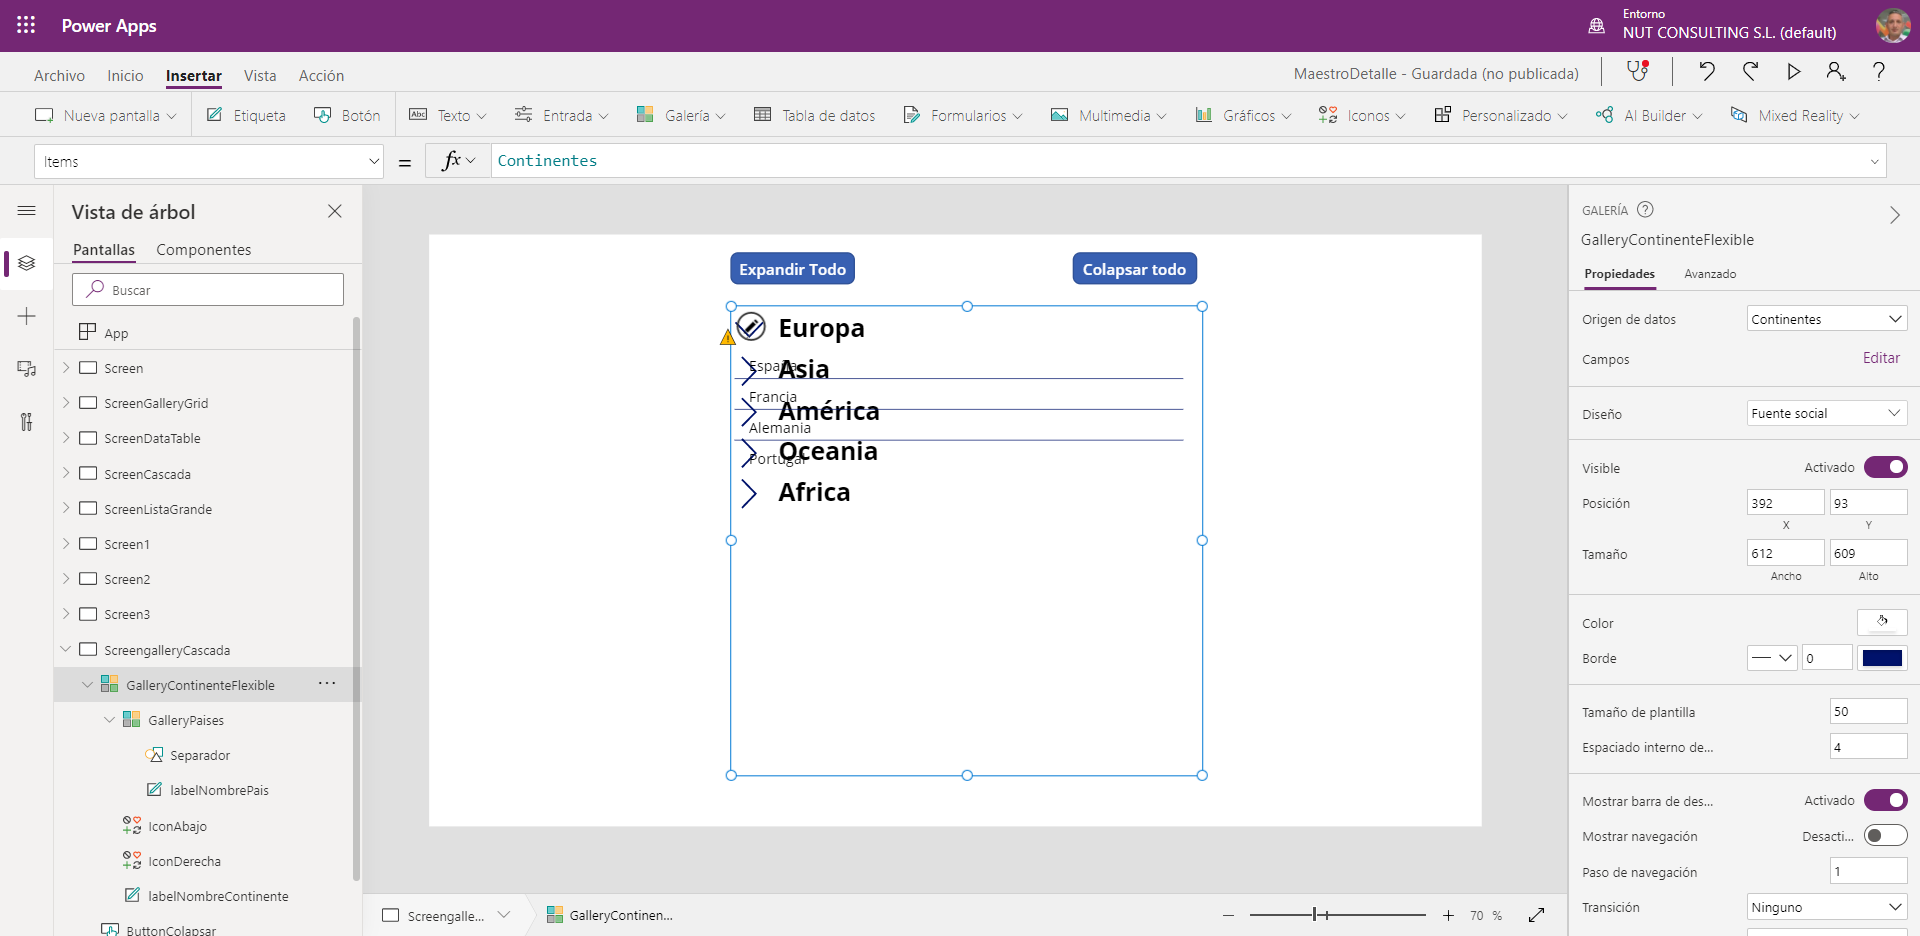 Power Apps
Entorno
NUT CONSULTING S.L. (default)
Archivo Inicio Insertar Vista Acción
MaestroDetalle - Guardada (no publicada)
Nueva pantalla Etiqueta Botón Abc Texto Entrada Galería Tabla de datos Formularios Multimedia Gráficos Iconos Personalizado AI Builder Mixed Reality
Items = fx Continentes
Vista de árbol
Pantallas Componentes
Buscar
App
Screen
ScreenGalleryGrid
ScreenDataTable
ScreenCascada
ScreenListaGrande
Screen1
Screen2
Screen3
ScreengalleryCascada
GalleryContinenteFlexible ...
GalleryPaises
Separador
labelNombrePais
IconAbajo
IconDerecha
labelNombreContinente
ButtonColapsar
Expandir Todo Colapsar todo
Europa
España
Asia
Francia
América
Alemania
Oceania
Portugal
Africa
Screengalle... GalleryContinen...
70 %
GALERÍA
GalleryContinenteFlexible
Propiedades Avanzado
Origen de datos Continentes
Campos Editar
Diseño Fuente social
Visible Activado
Posición 392 93
X Y
Tamaño 612 609
Ancho Alto
Color
Borde 0
Tamaño de plantilla 50
Espaciado interno de... 4
Mostrar barra de des... Activado
Mostrar navegación Desacti...
Paso de navegación 1
Transición Ninguno